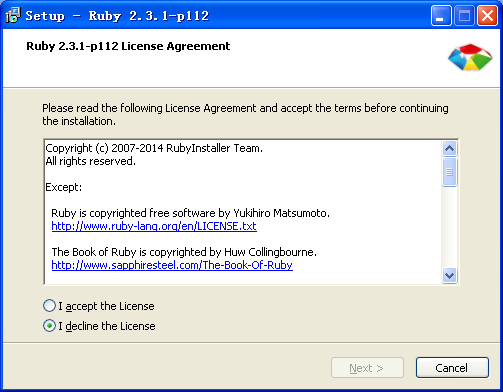 Setup - Ruby 2.3.1-p112
Ruby 2.3.1-p112 License Agreement
Please read the following License Agreement and accept the terms before continuing
the installation.
Copyright (c) 2007-2014 RubyInstaller Team.
All rights reserved.
Except:
Ruby is copyrighted free software by Yukihiro Matsumoto.
http://www.ruby-lang.org/en/LICENSE.txt
The Book of Ruby is copyrighted by Huw Collingbourne.
http://www.sapphiresteel.com/The-Book-Of-Ruby
I accept the License
I decline the License
Next >
Cancel